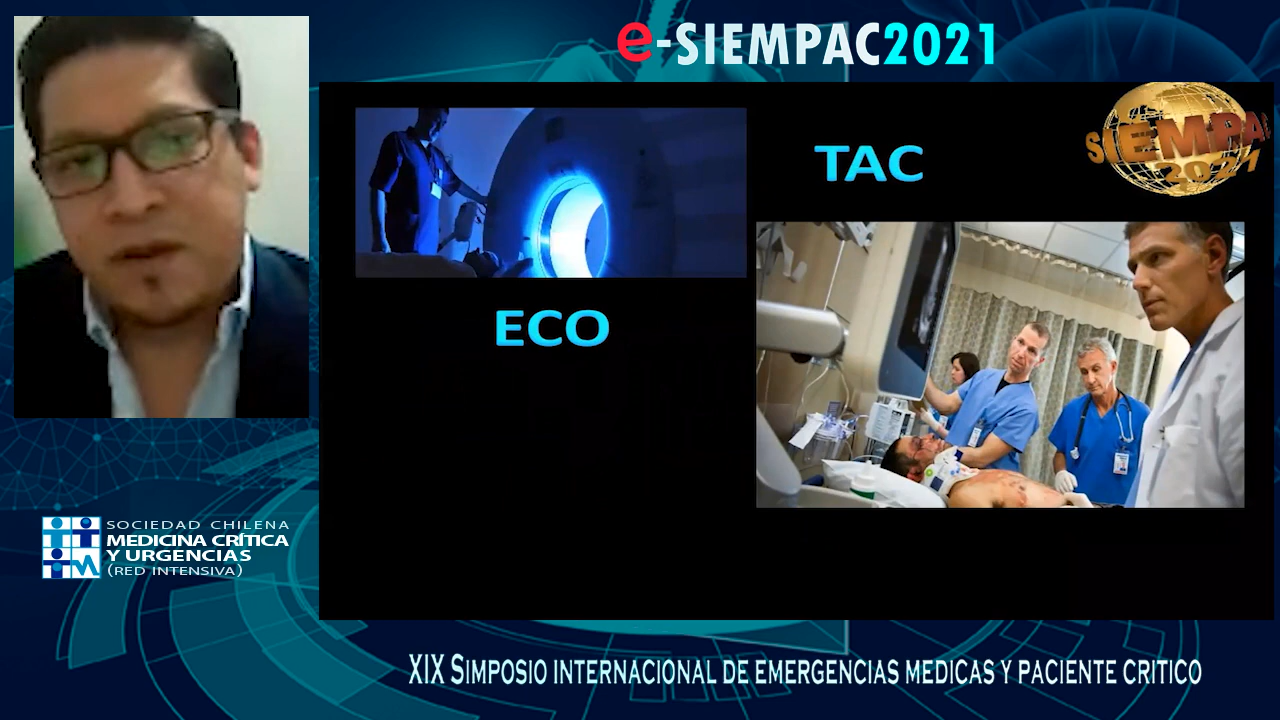 e-SIEMPAC2021
SIEMPAC
2021
TAC
ECO
SOCIEDAD CHILENA
MEDICINA CRÍTICA
Y URGENCIAS
(RED INTENSIVA)
XIX SIMPOSIO INTERNACIONAL DE EMERGENCIAS MEDICAS Y PACIENTE CRITICO